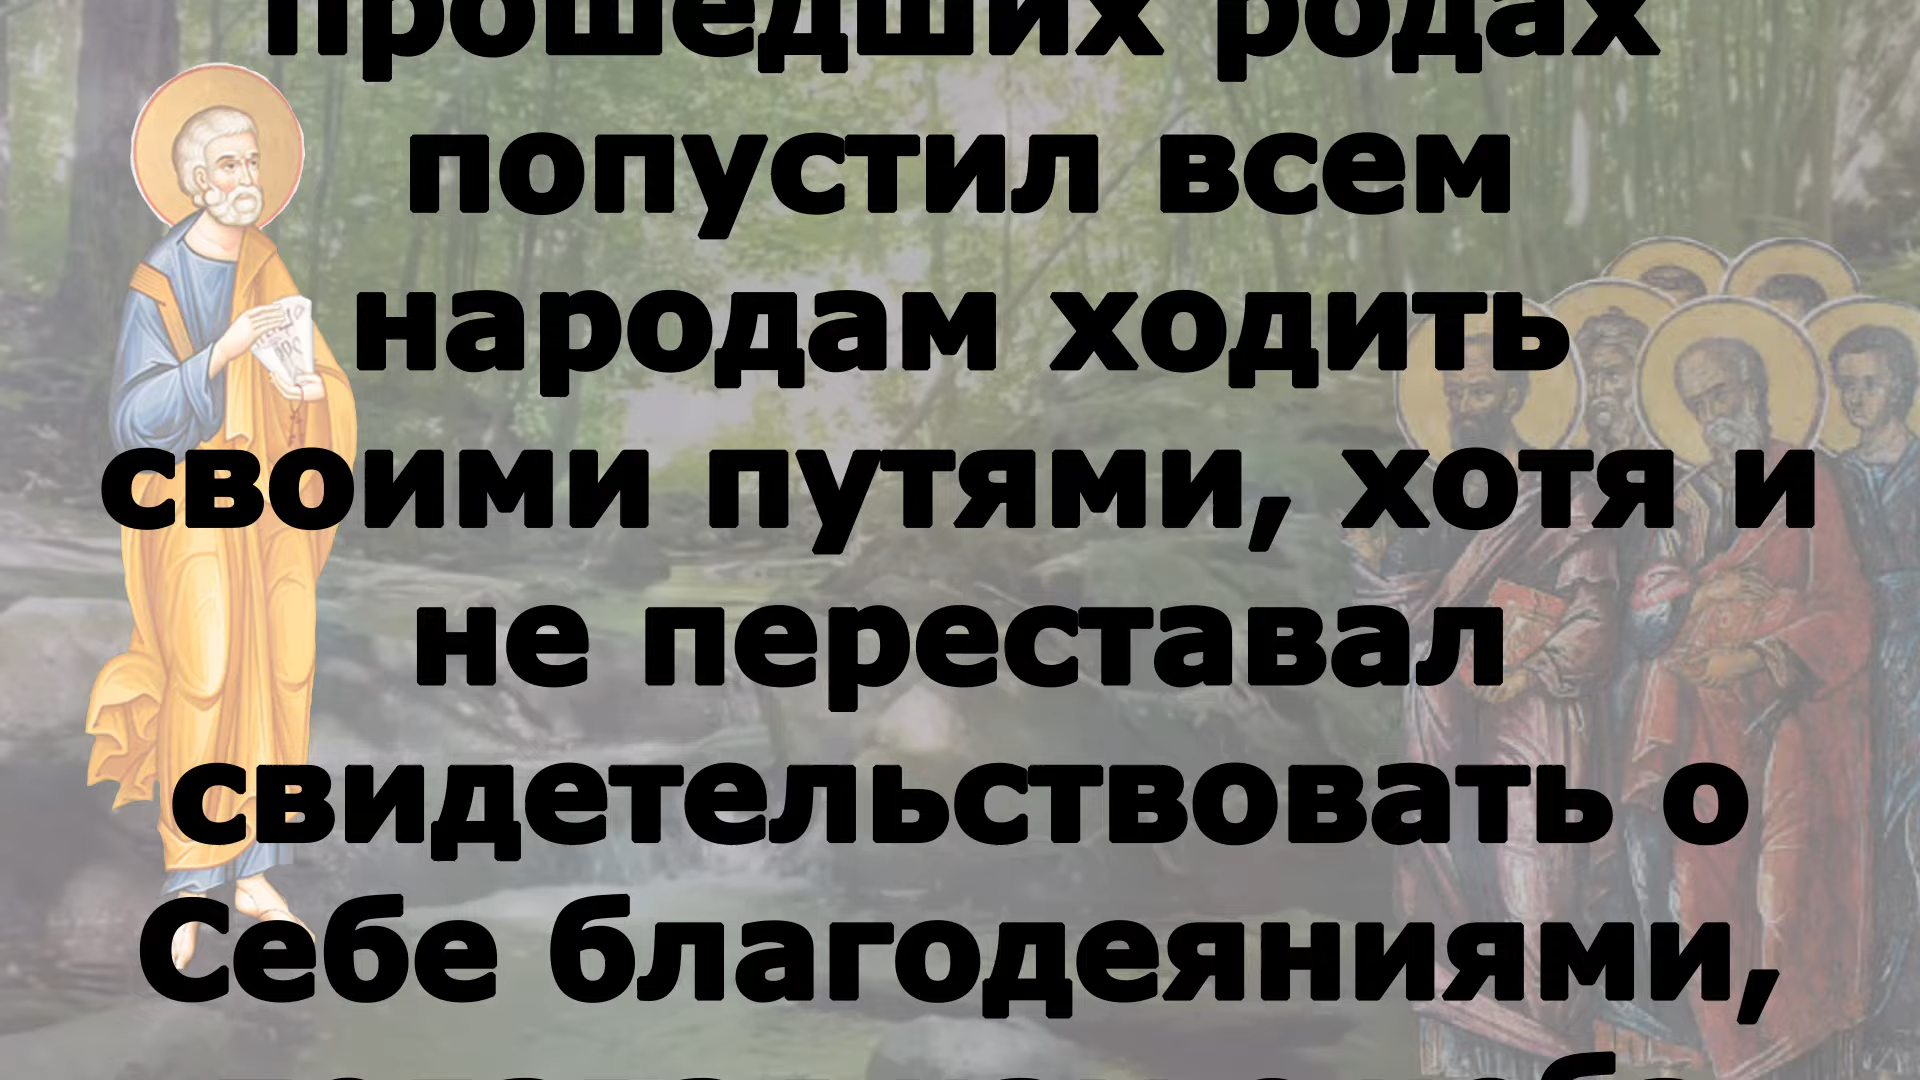 прошедших родах
попустил всем
народам ходить
своими путями, хотя и
не переставал
свидетельствовать о
Себе благодеяниями,